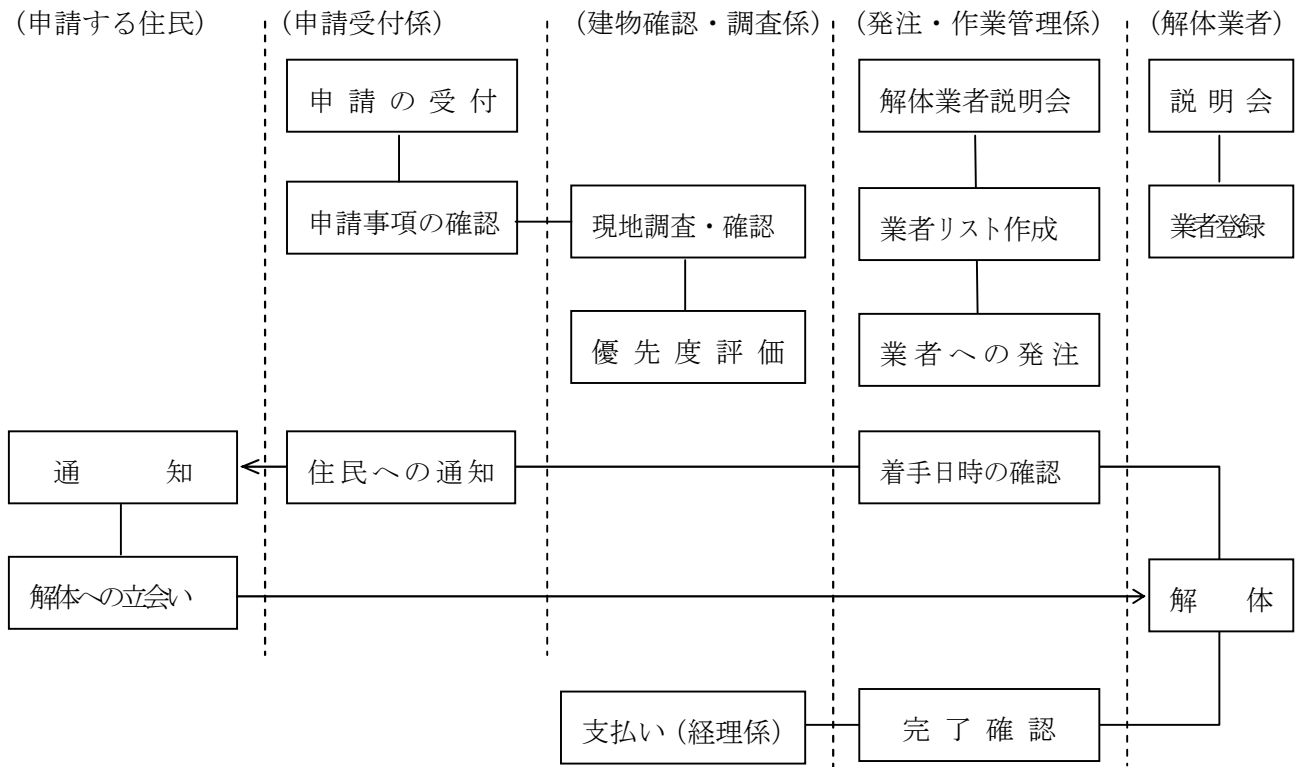 (申請する住民)
(申請受付係)
(建物確認・調査係)
(発注・作業管理係)
(解体業者)
申請の受付
解体業者説明会
説明会
申請事項の確認
現地調査・確認
業者リスト作成
業者登録
優先度評価
業者への発注
通 知
住民への通知
着手日時の確認
解体への立会い
解 体
支払い(経理係)
完了確認